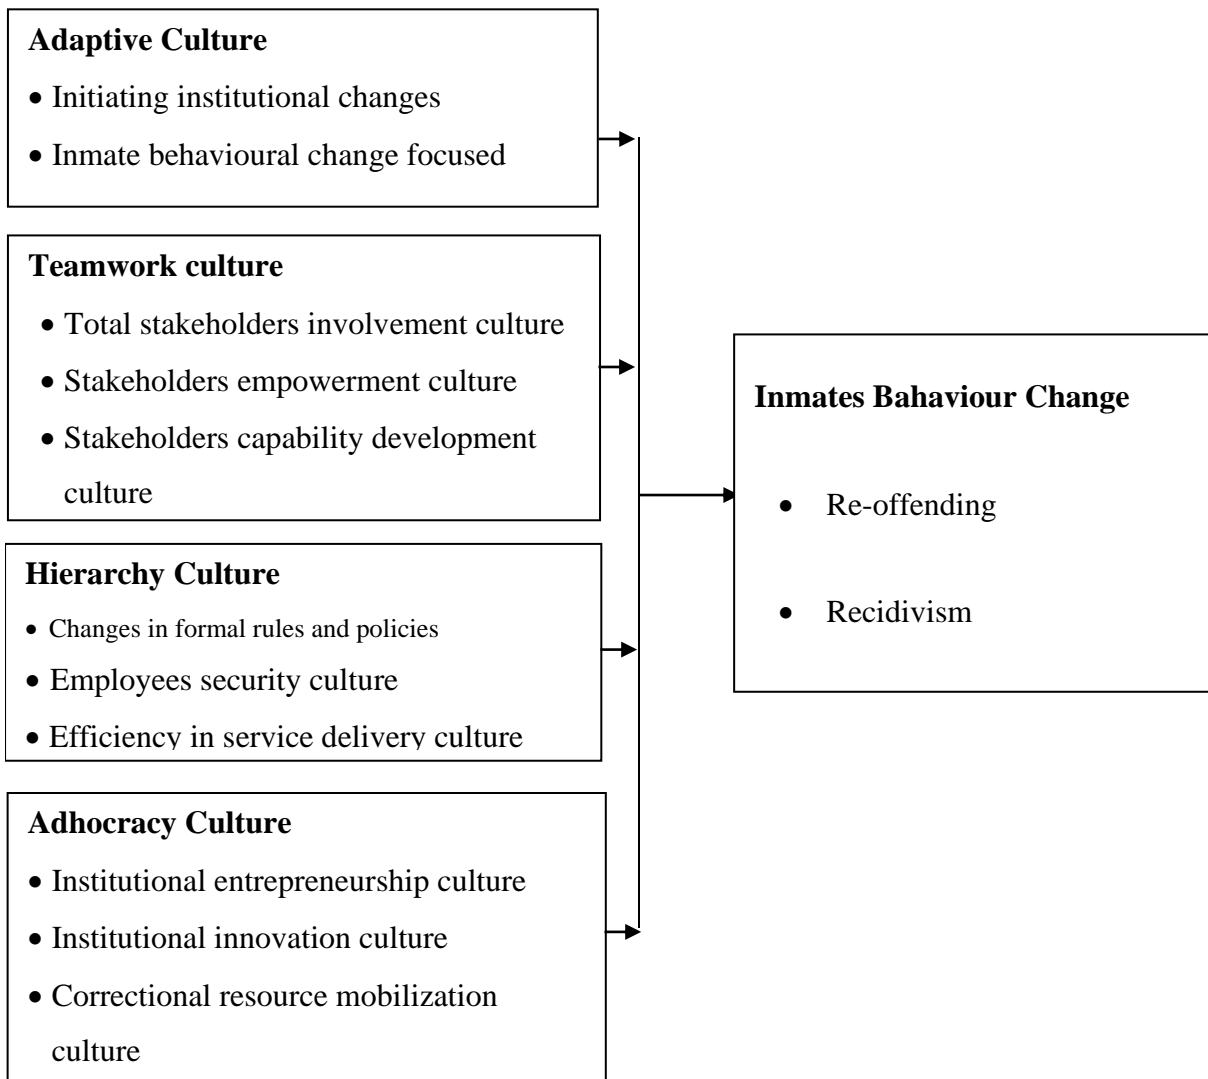 Adaptive Culture
• Initiating institutional changes
• Inmate behavioural change focused
Teamwork culture
• Total stakeholders involvement culture
• Stakeholders empowerment culture
• Stakeholders capability development
culture
Hierarchy Culture
• Changes in formal rules and policies
• Employees security culture
• Efficiency in service delivery culture
Adhocracy Culture
• Institutional entrepreneurship culture
• Institutional innovation culture
• Correctional resource mobilization
culture
Inmates Bahaviour Change
• Re-offending
• Recidivism